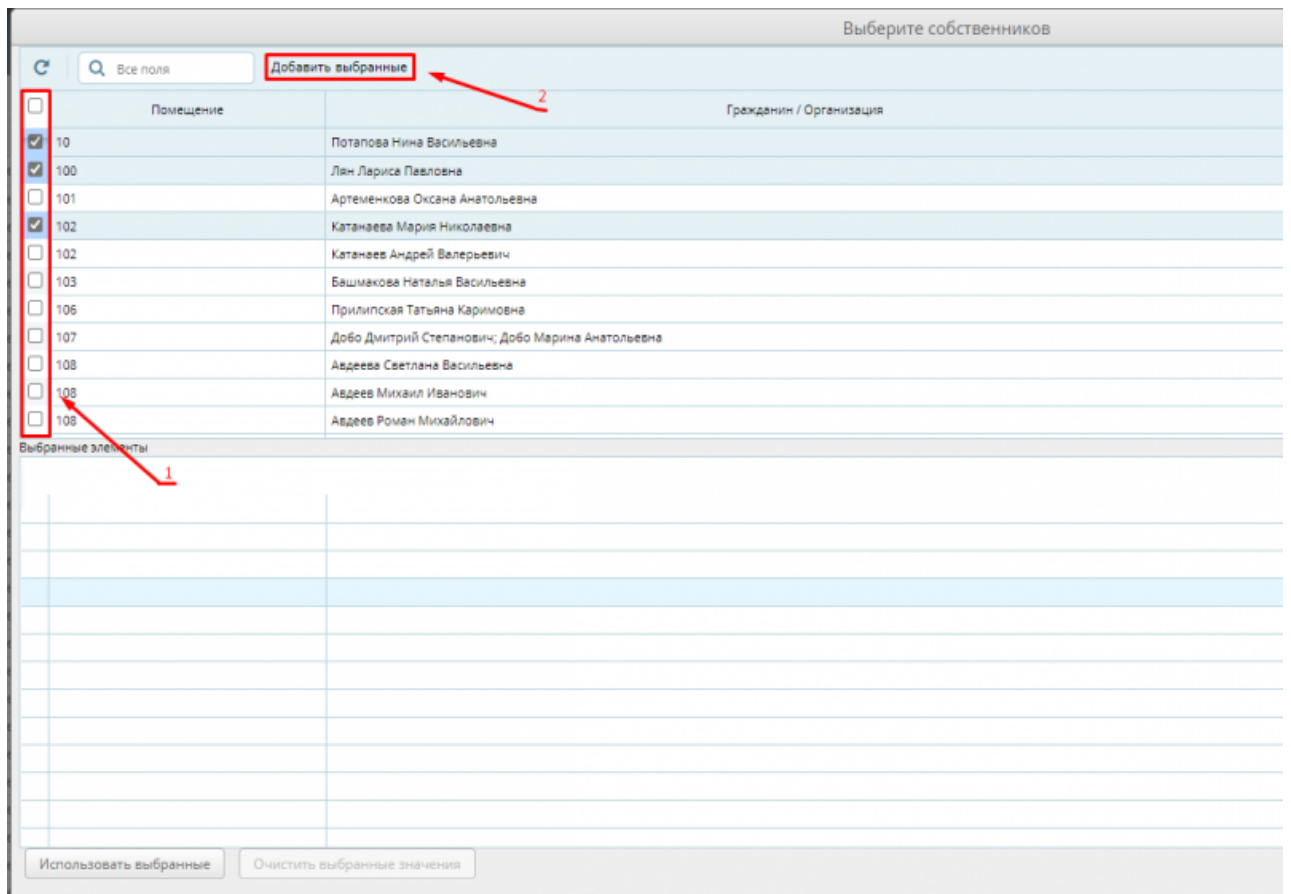 Выберите собственников
Все поля Добавить выбранные
2
Помещение Гражданин / Организация
10 Потапова Нина Васильевна
100 Лян Лариса Павловна
101 Артеменкова Оксана Анатольевна
102 Катанаева Мария Николаевна
102 Катанаев Андрей Валерьевич
103 Башмакова Наталья Васильевна
106 Прилипская Татьяна Каримовна
107 Добо Дмитрий Степанович; Добо Марина Анатольевна
108 Авдеева Светлана Васильевна
108 Авдеев Михаил Иванович
108 Авдеев Роман Михайлович
Выбранные элементы
1
Использовать выбранные Очистить выбранные значения